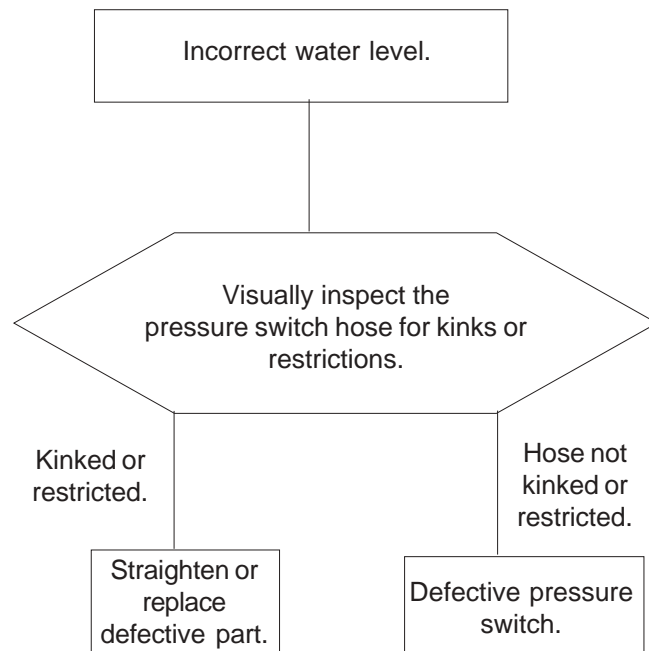 Incorrect water level.
Visually inspect the
pressure switch hose for kinks or
restrictions.
Kinked or
restricted.
Hose not
kinked or
restricted.
Straighten or
replace
defective part.
Defective pressure
switch.